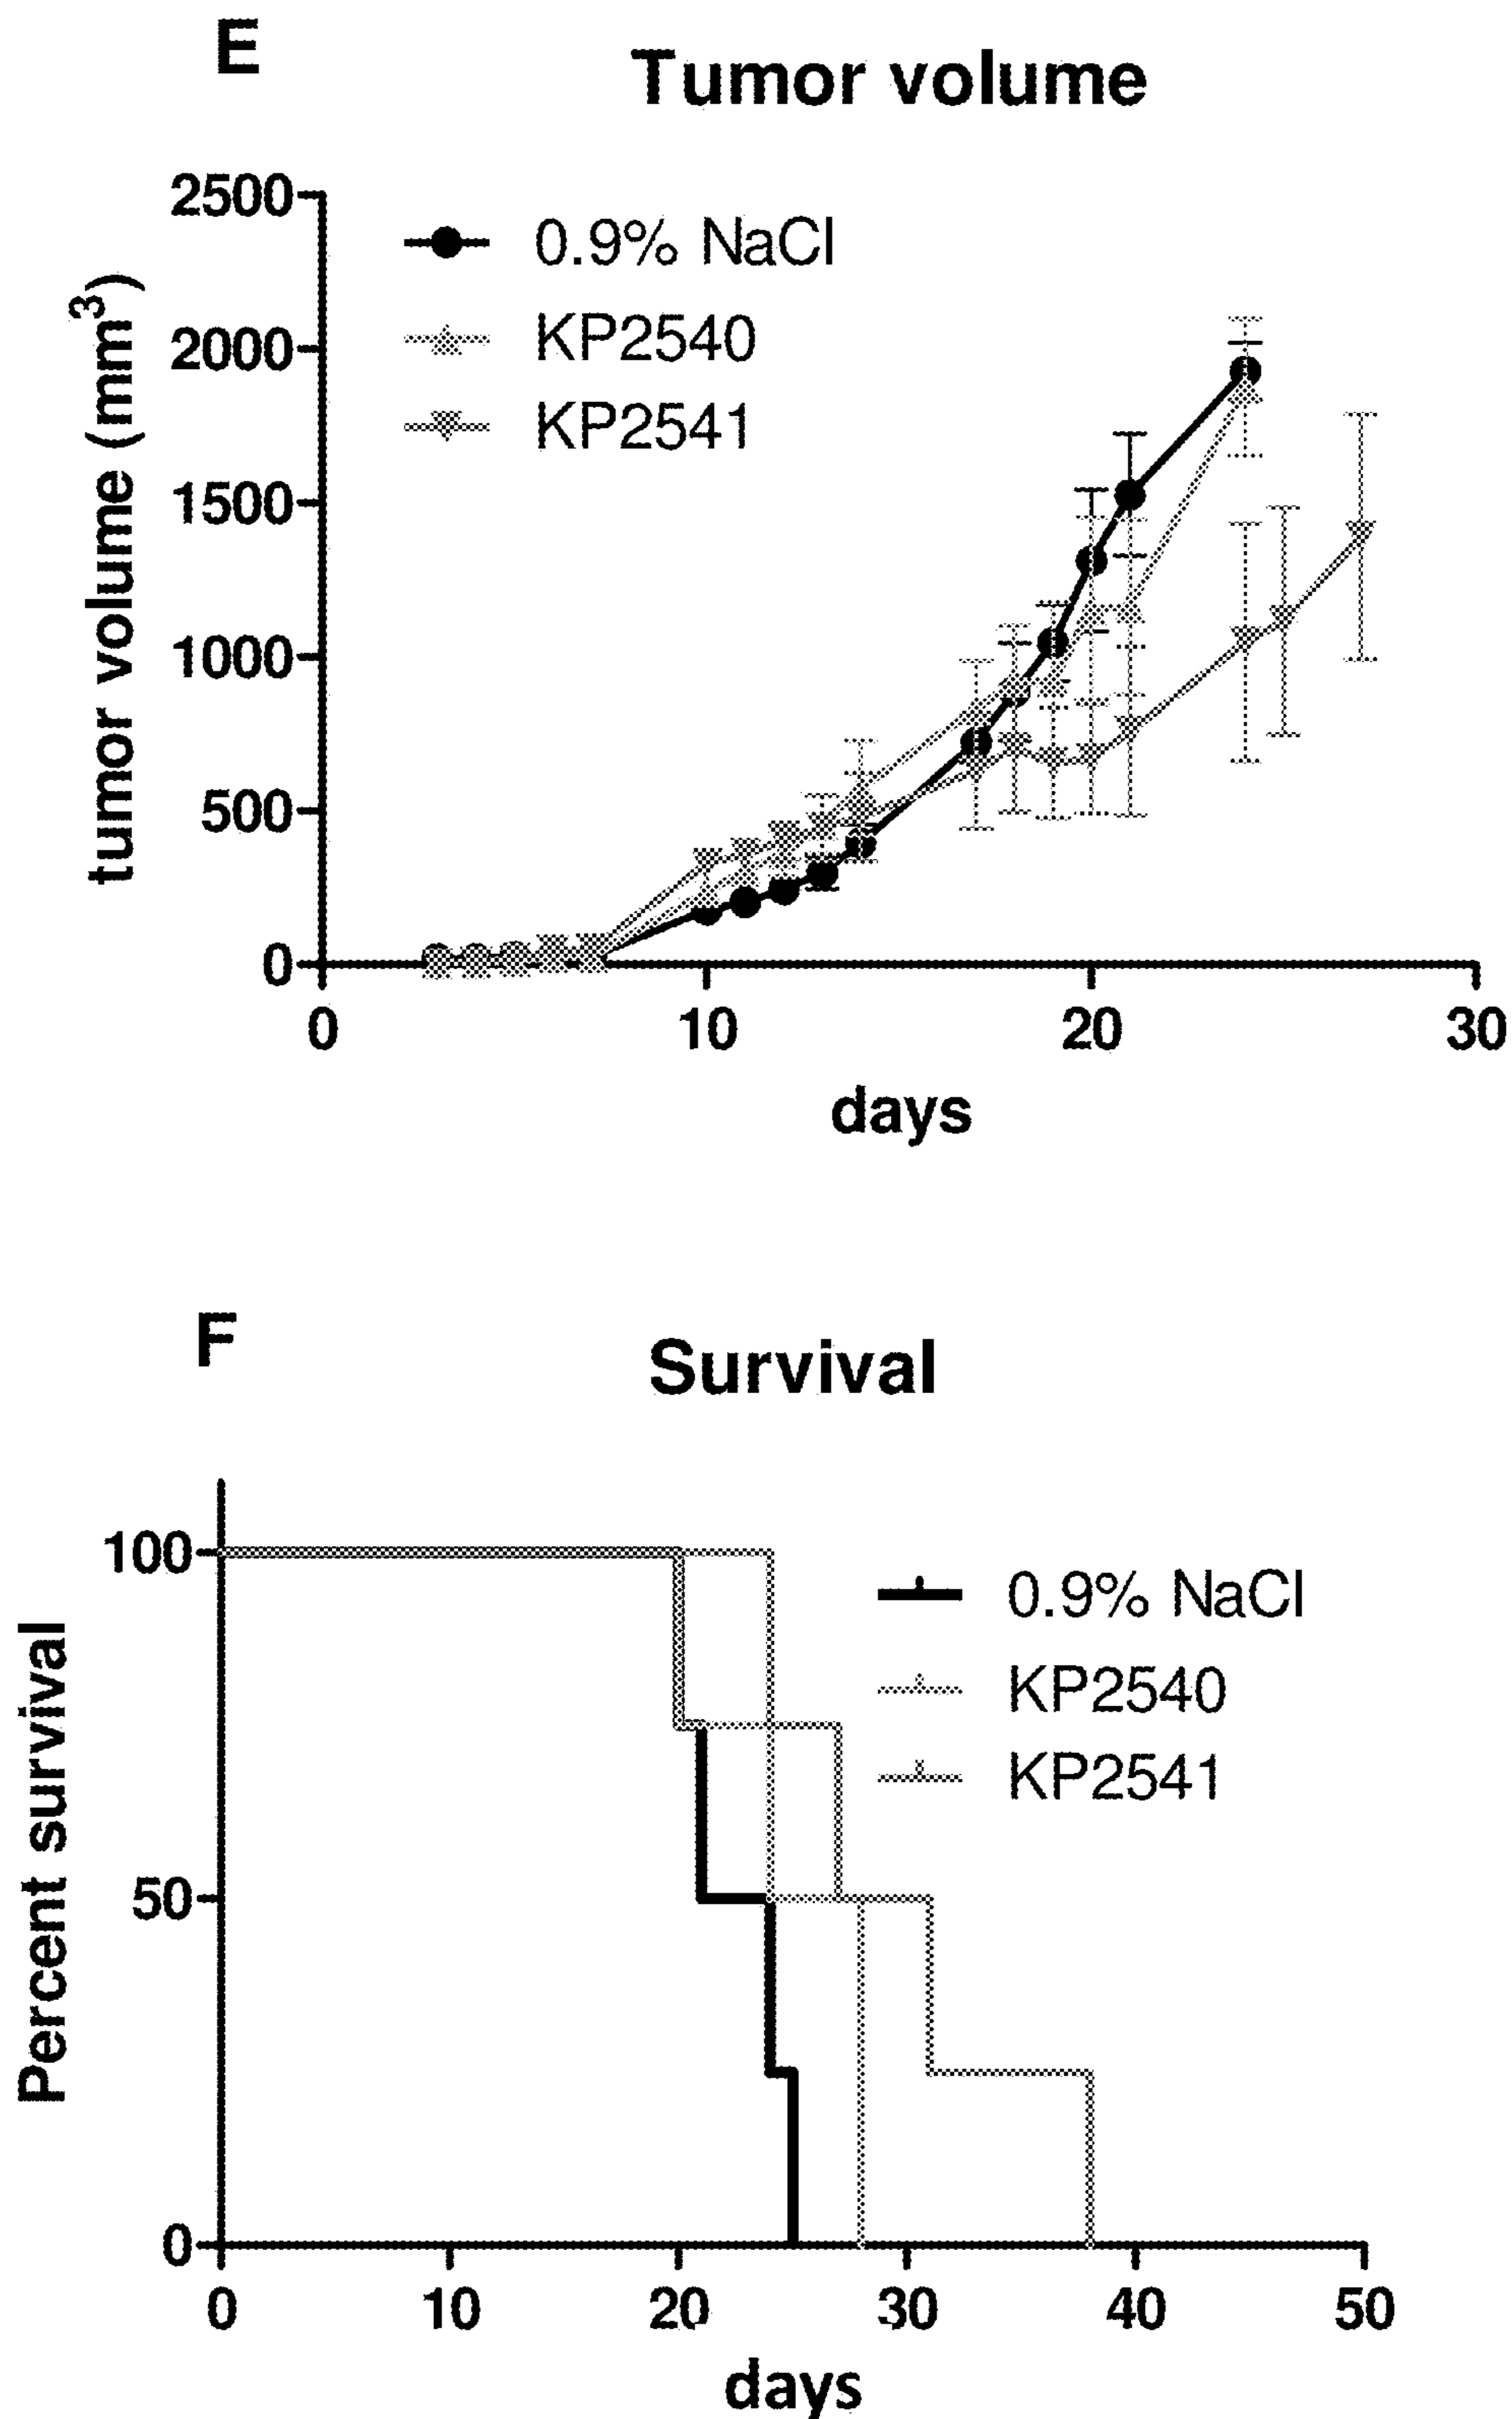 E
Tumor volume
2500
2000
1500
1000
500
0
tumor volume (mm³)
0.9% NaCl
KP2540
KP2541
0 10 20 30
days
F
Survival
100
50
0
Percent survival
0.9% NaCl
KP2540
KP2541
0 10 20 30 40 50
days